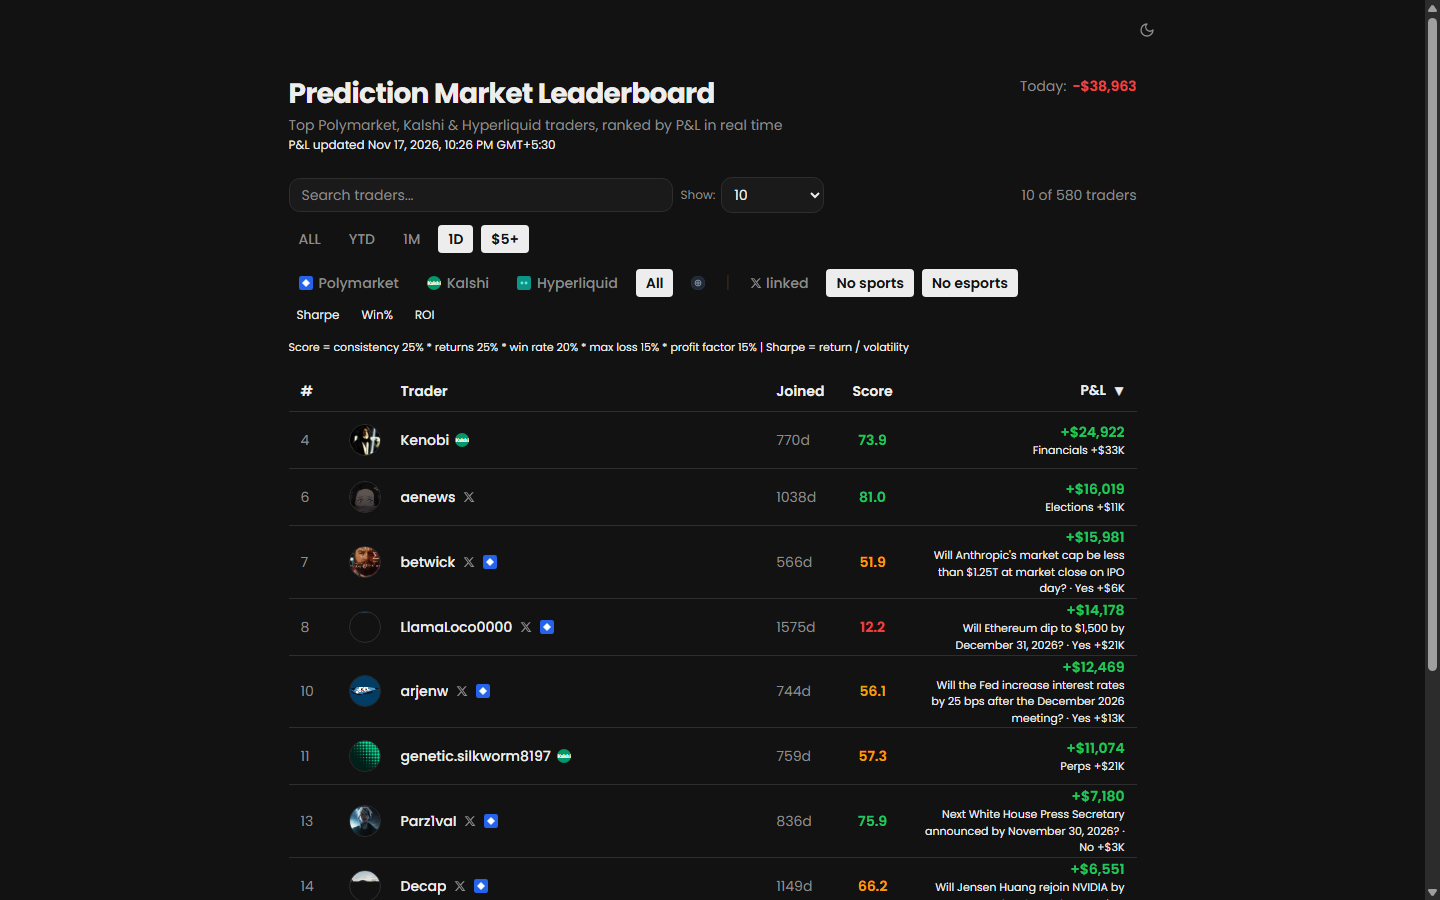 Prediction Market Leaderboard
Today: -$38,963
Top Polymarket, Kalshi & Hyperliquid traders, ranked by P&L in real time
P&L updated Nov 17, 2026, 10:26 PM GMT+5:30
Search traders...
Show: 10
10 of 580 traders
ALL YTD 1M 1D $5+
Polymarket Kalshi Hyperliquid All | X linked No sports No esports
Sharpe Win% ROI
Score = consistency 25% * returns 25% * win rate 20% * max loss 15% * profit factor 15% | Sharpe = return / volatility
# Trader Joined Score P&L ▼
4 Kenobi 770d 73.9 +$24,922
Financials +$33K
6 aenews X 1038d 81.0 +$16,019
Elections +$11K
7 betwick X 566d 51.9 +$15,981
Will Anthropic's market cap be less
than $1.25T at market close on IPO
day? · Yes +$6K
8 LlamaLoco0000 X 1575d 12.2 +$14,178
Will Ethereum dip to $1,500 by
December 31, 2026? · Yes +$21K
10 arjenw X 744d 56.1 +$12,469
Will the Fed increase interest rates
by 25 bps after the December 2026
meeting? · Yes +$13K
11 genetic.silkworm8197 759d 57.3 +$11,074
Perps +$21K
13 Parz1val X 836d 75.9 +$7,180
Next White House Press Secretary
announced by November 30, 2026? ·
No +$3K
14 Decap X 1149d 66.2 +$6,551
Will Jensen Huang rejoin NVIDIA by